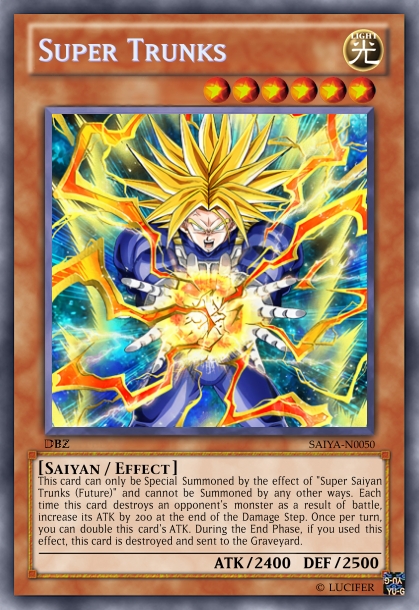 SUPER TRUNKS
LIGHT
光
DBZ
SAIYA-N0050
[SAIYAN / EFFECT]
This card can only be Special Summoned by the effect of "Super Saiyan
Trunks (Future)" and cannot be Summoned by any other ways. Each
time this card destroys an opponent's monster as a result of battle,
increase its ATK by 200 at the end of the Damage Step. Once per turn,
you can double this card's ATK. During the End Phase, if you used this
effect, this card is destroyed and sent to the Graveyard.
ATK/2400 DEF/2500
© LUCIFER